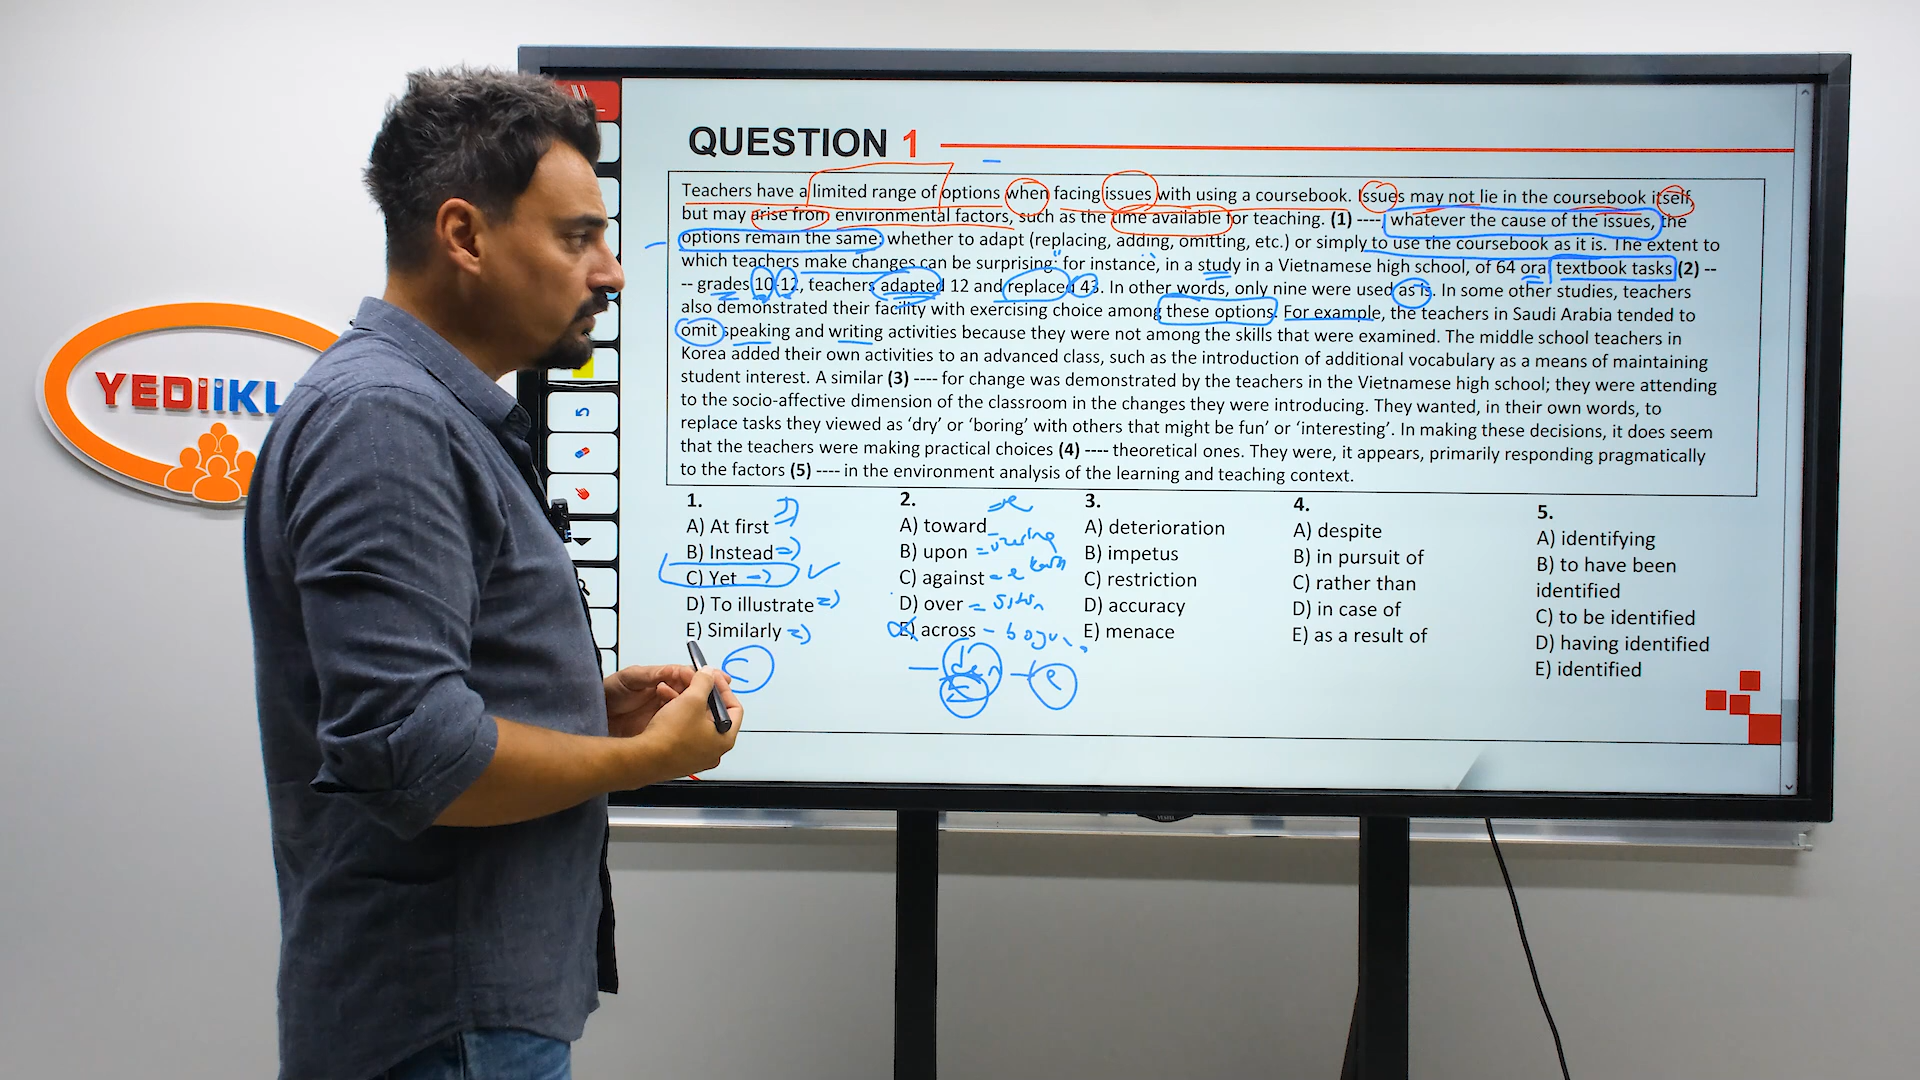 YEDiiKL
QUESTION 1
Teachers have a limited range of options when facing issues with using a coursebook. Issues may not lie in the coursebook itself,
but may arise from environmental factors, such as the time available for teaching. (1) ----, whatever the cause of the issues, the
options remain the same: whether to adapt (replacing, adding, omitting, etc.) or simply to use the coursebook as it is. The extent to
which teachers make changes can be surprising: for instance, in a study in a Vietnamese high school, of 64 ora textbook tasks (2) --
-- grades 10-12, teachers adapted 12 and replaced 43. In other words, only nine were used as is. In some other studies, teachers
also demonstrated their facility with exercising choice among these options. For example, the teachers in Saudi Arabia tended to
omit speaking and writing activities because they were not among the skills that were examined. The middle school teachers in
Korea added their own activities to an advanced class, such as the introduction of additional vocabulary as a means of maintaining
student interest. A similar (3) ---- for change was demonstrated by the teachers in the Vietnamese high school; they were attending
to the socio-affective dimension of the classroom in the changes they were introducing. They wanted, in their own words, to
replace tasks they viewed as ‘dry’ or ‘boring’ with others that might be fun’ or ‘interesting’. In making these decisions, it does seem
that the teachers were making practical choices (4) ---- theoretical ones. They were, it appears, primarily responding pragmatically
to the factors (5) ---- in the environment analysis of the learning and teaching context.
1.
A) At first
B) Instead
C) Yet
D) To illustrate
E) Similarly
2.
A) toward
B) upon
C) against
D) over
E) across
den
e
3.
A) deterioration
B) impetus
C) restriction
D) accuracy
E) menace
4.
A) despite
B) in pursuit of
C) rather than
D) in case of
E) as a result of
5.
A) identifying
B) to have been
identified
C) to be identified
D) having identified
E) identified